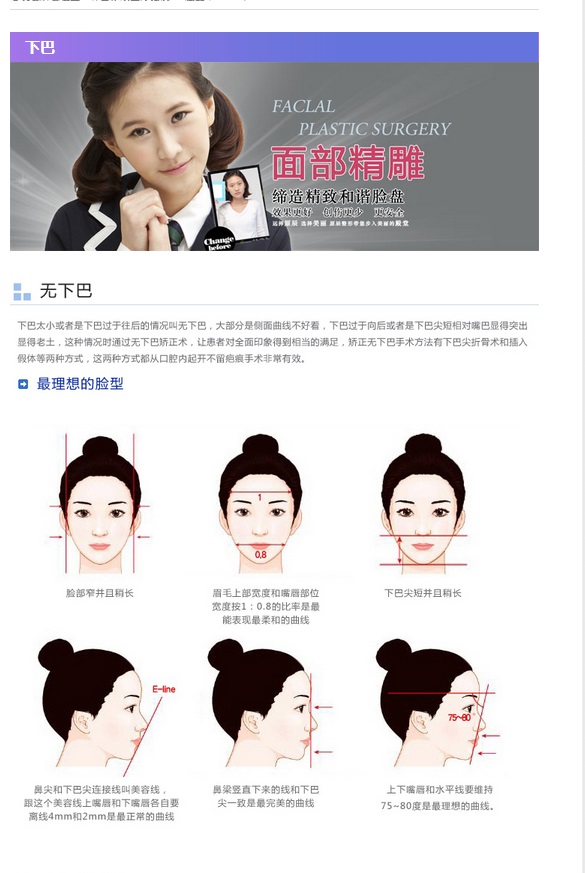 下巴
FACLAL
PLASTIC SURGERY
面部精雕
缔造精致和谐脸盘
效果更好 创伤更少 更安全
Change
before
无下巴
下巴太小或者是下巴过于往后的情况叫无下巴，大部分是侧面曲线不好看，下巴过于向后或者是下巴尖短相对嘴巴显得突出
显得老土，这种情况时通过无下巴矫正术，让患者对全面印象得到相当的满足，矫正无下巴手术方法有下巴尖折骨术和插入
假体等两种方式，这两种方式都从口腔内起开不留疤痕手术非常有效。
最理想的脸型
1
0.8
脸部窄并且稍长
眉毛上部宽度和嘴唇部位
宽度按1：0.8的比率是最
能表现最柔和的曲线
下巴尖短并且稍长
E-line
75~80
鼻尖和下巴尖连接线叫美容线，
跟这个美容线上嘴唇和下嘴唇各自要
离线4mm和2mm是最正常的曲线
鼻梁竖直下来的线和下巴
尖一致是最完美的曲线
上下嘴唇和水平线要维持
75~80度是最理想的曲线。